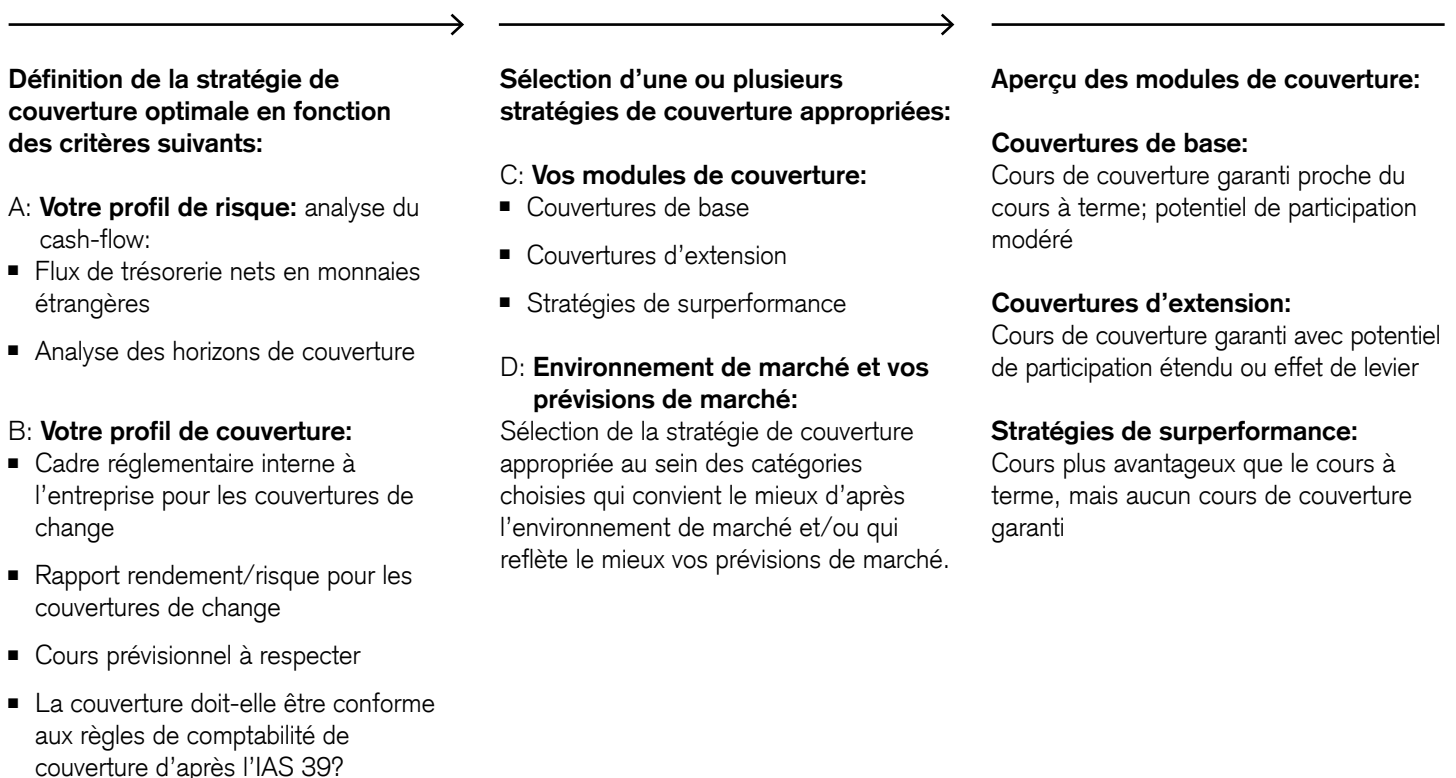 Définition de la stratégie de
couverture optimale en fonction
des critères suivants:
A: Votre profil de risque: analyse du
cash-flow:
■ Flux de trésorerie nets en monnaies
étrangères
■ Analyse des horizons de couverture
B: Votre profil de couverture:
■ Cadre réglementaire interne à
l’entreprise pour les couvertures de
change
■ Rapport rendement/risque pour les
couvertures de change
■ Cours prévisionnel à respecter
■ La couverture doit-elle être conforme
aux règles de comptabilité de
couverture d’après l’IAS 39?
Sélection d’une ou plusieurs
stratégies de couverture appropriées:
C: Vos modules de couverture:
■ Couvertures de base
■ Couvertures d’extension
■ Stratégies de surperformance
D: Environnement de marché et vos
prévisions de marché:
Sélection de la stratégie de couverture
appropriée au sein des catégories
choisies qui convient le mieux d’après
l’environnement de marché et/ou qui
reflète le mieux vos prévisions de marché.
Aperçu des modules de couverture:
Couvertures de base:
Cours de couverture garanti proche du
cours à terme; potentiel de participation
modéré
Couvertures d’extension:
Cours de couverture garanti avec potentiel
de participation étendu ou effet de levier
Stratégies de surperformance:
Cours plus avantageux que le cours à
terme, mais aucun cours de couverture
garanti